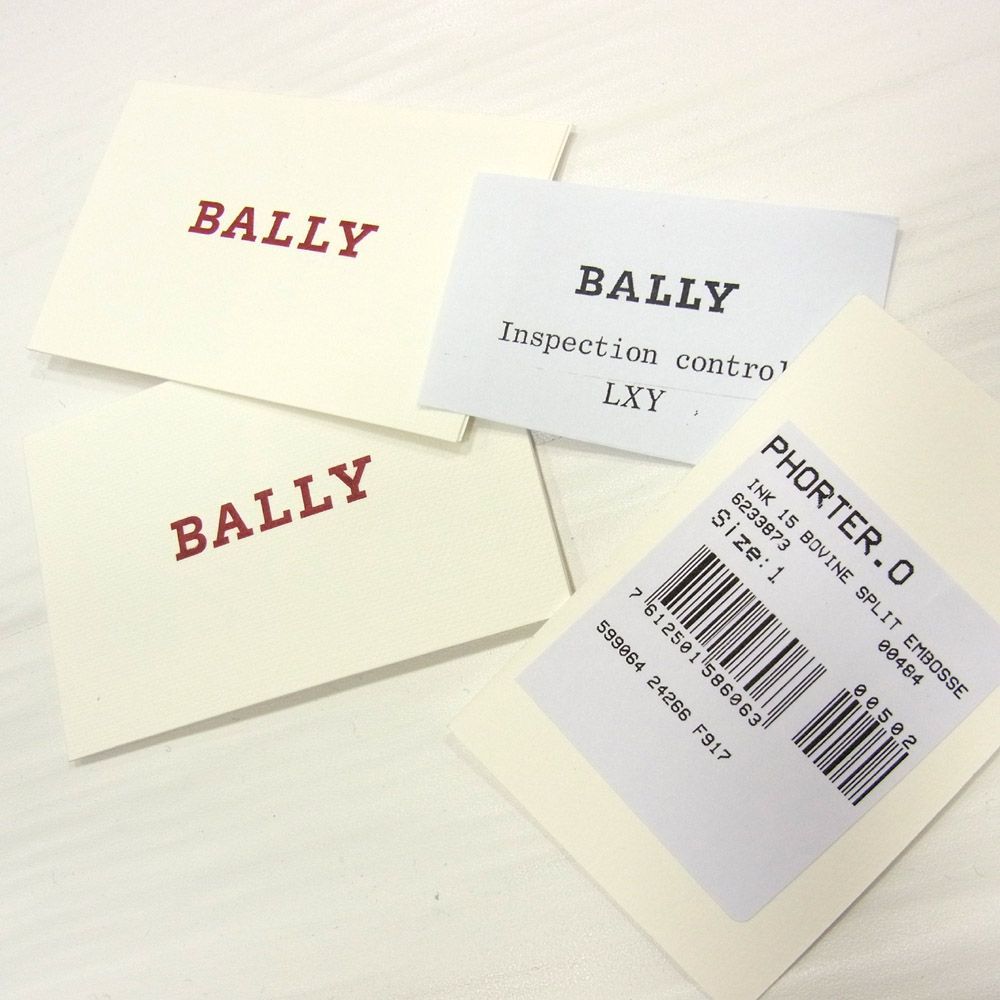 BALLY
BALLY
Inspection control
LXY
BALLY
PHORTER.O
INK 15 BOVINE SPLIT EMBOSSE
6233873 00484
Size:1
7 612501 586063
00502
599064 24266 F917